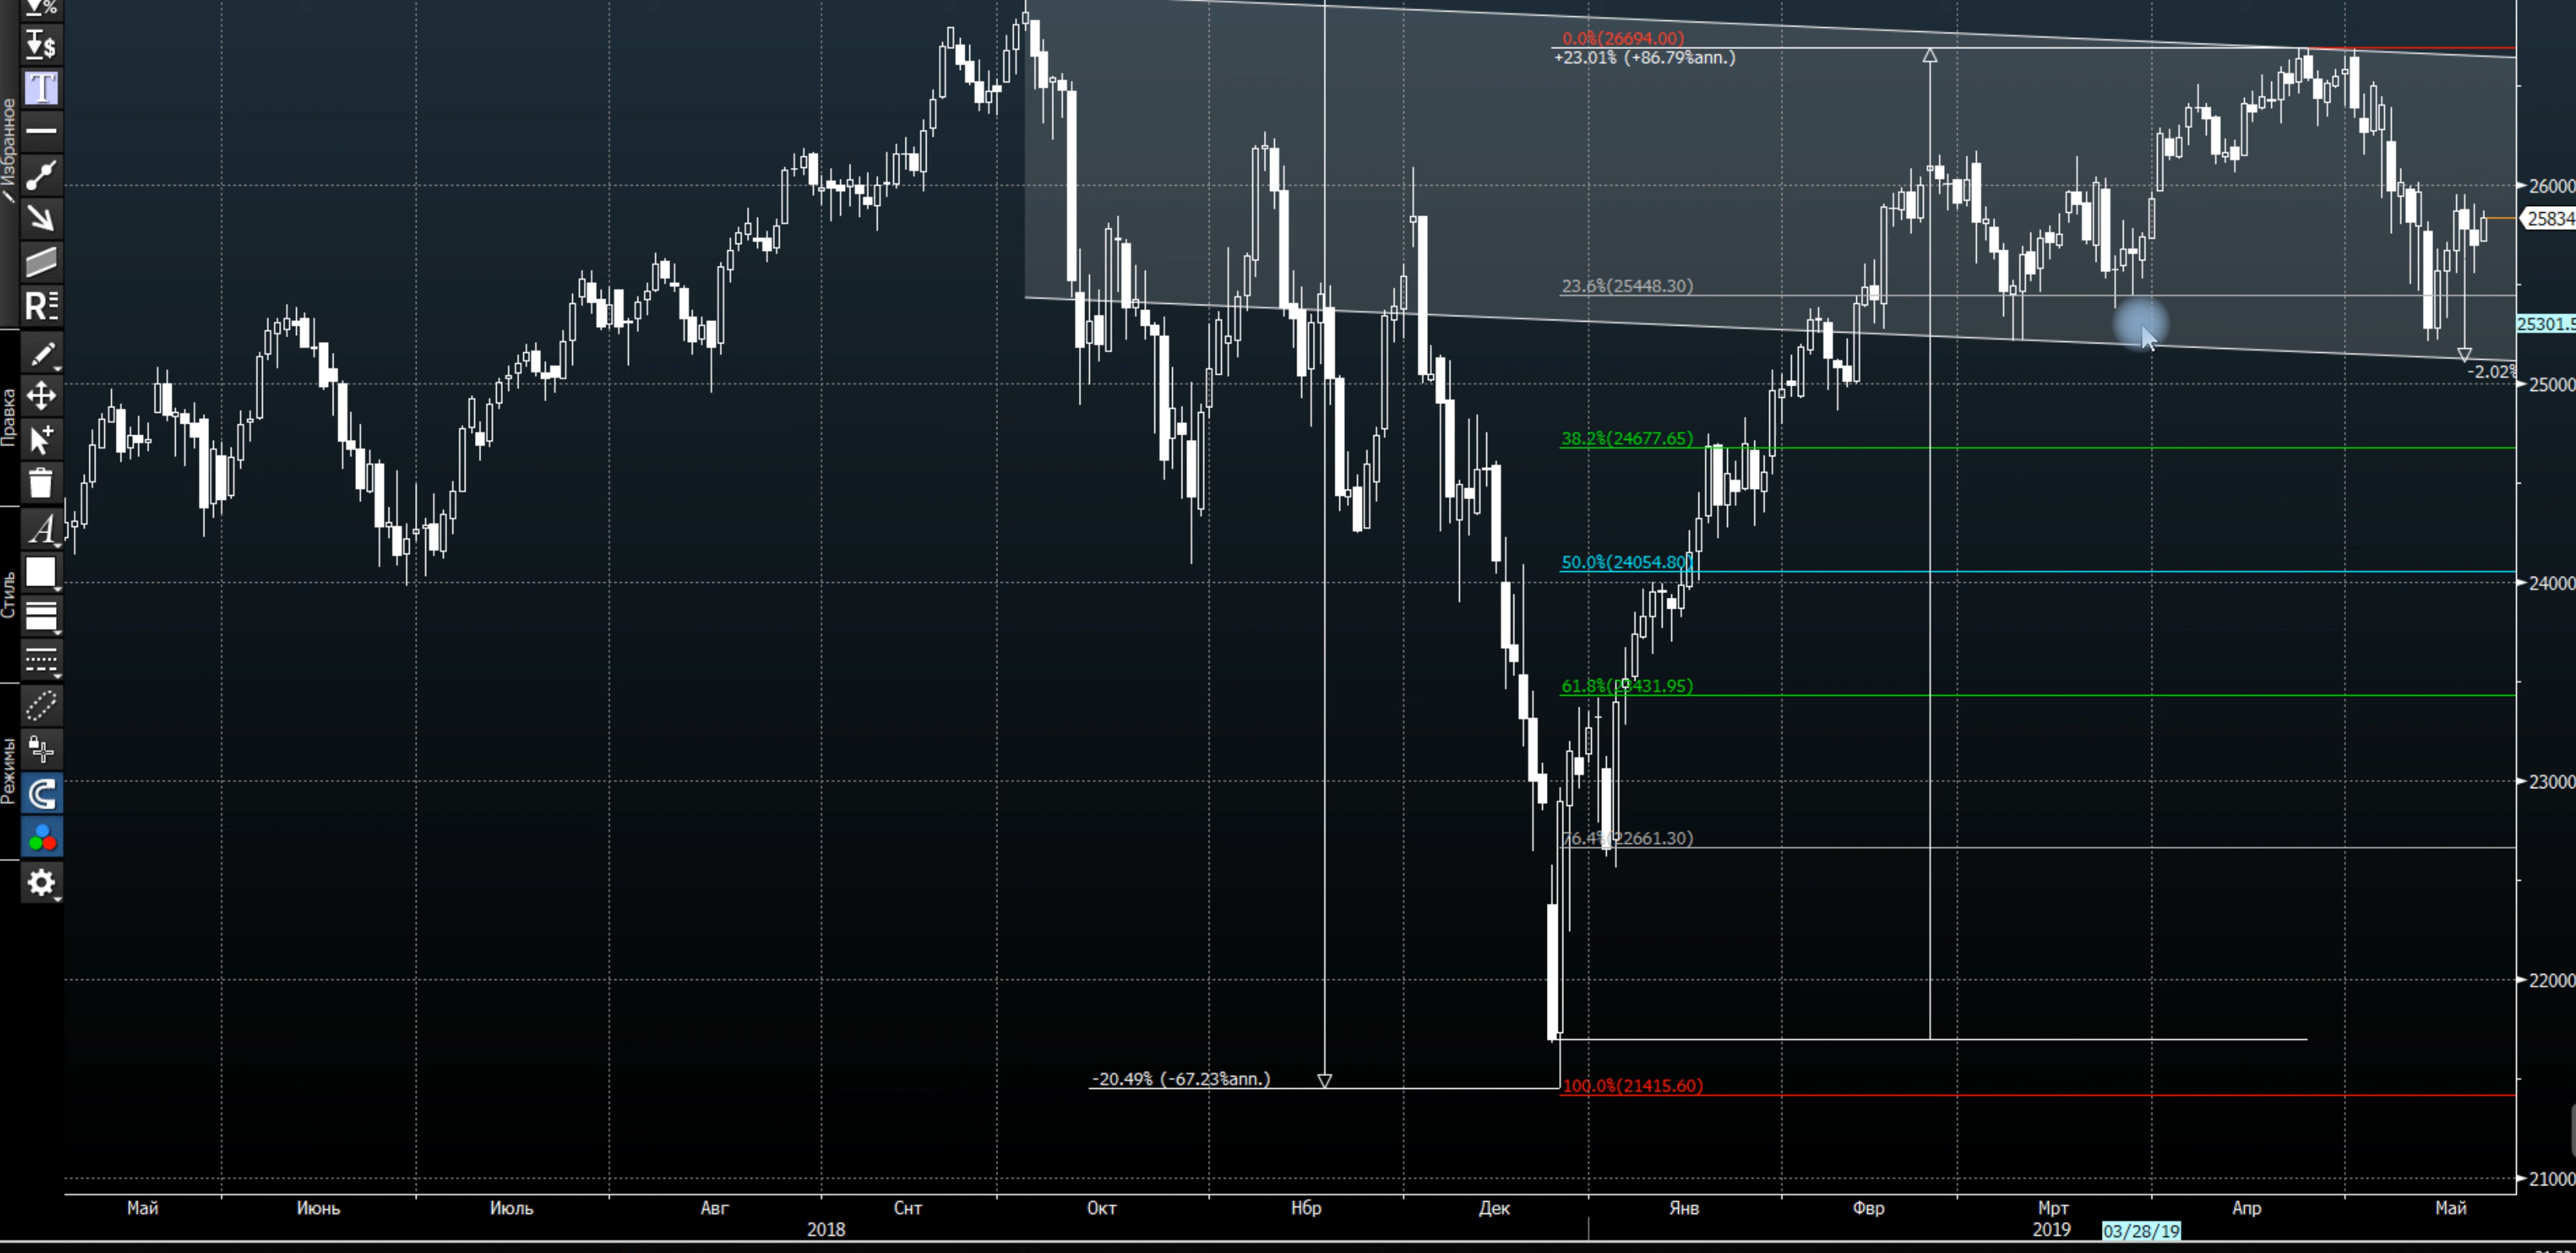 %
$
T
Избранное
R
Правка
A
Стиль
Режимы
0.0%(26694.00)
+23.01% (+86.79%ann.)
23.6%(25448.30)
38.2%(24677.65)
50.0%(24054.80)
61.8%(23431.95)
76.4%(22661.30)
-20.49% (-67.23%ann.)
100.0%(21415.60)
-2.02%
26000
25834
25301.5
25000
24000
23000
22000
21000
Май Июнь Июль Авг Снт Окт Нбр Дек Янв Фвр Мрт Апр Май
2018 2019 03/28/19